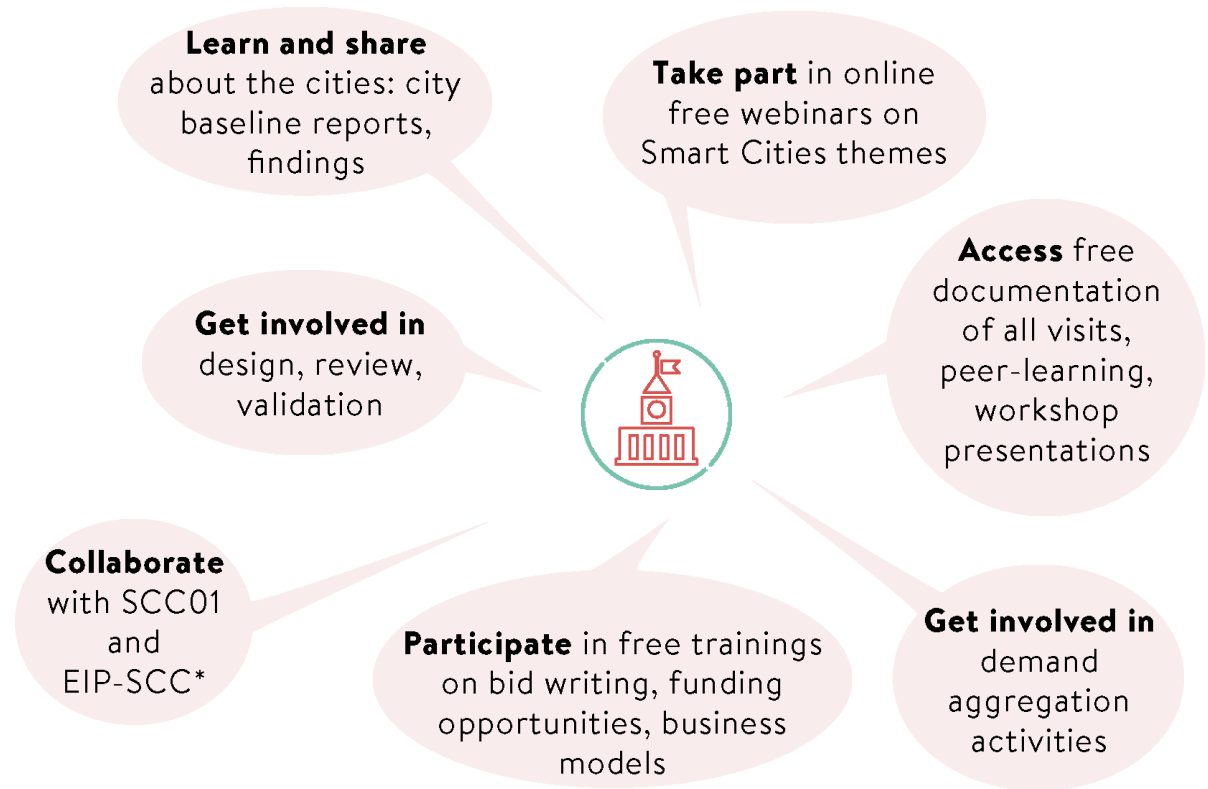 Learn and share
about the cities: city
baseline reports,
findings
Take part in online
free webinars on
Smart Cities themes
Access free
documentation
of all visits,
peer-learning,
workshop
presentations
Get involved in
design, review,
validation
Collaborate
with SCC01
and
EIP-SCC*
Participate in free trainings
on bid writing, funding
opportunities, business
models
Get involved in
demand
aggregation
activities